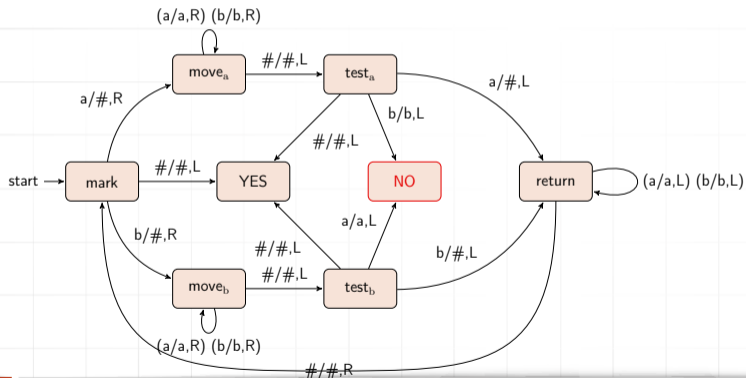 (a/a,R) (b/b,R)
move_a
#/#,L
test_a
a/#,L
a/#,R
b/b,L
#/#,L
start
mark
#/#,L
YES
NO
return
(a/a,L) (b/b,L)
a/a,L
b/#,R
#/#,L
b/#,L
#/#,L
move_b
test_b
(a/a,R) (b/b,R)
#/#,R